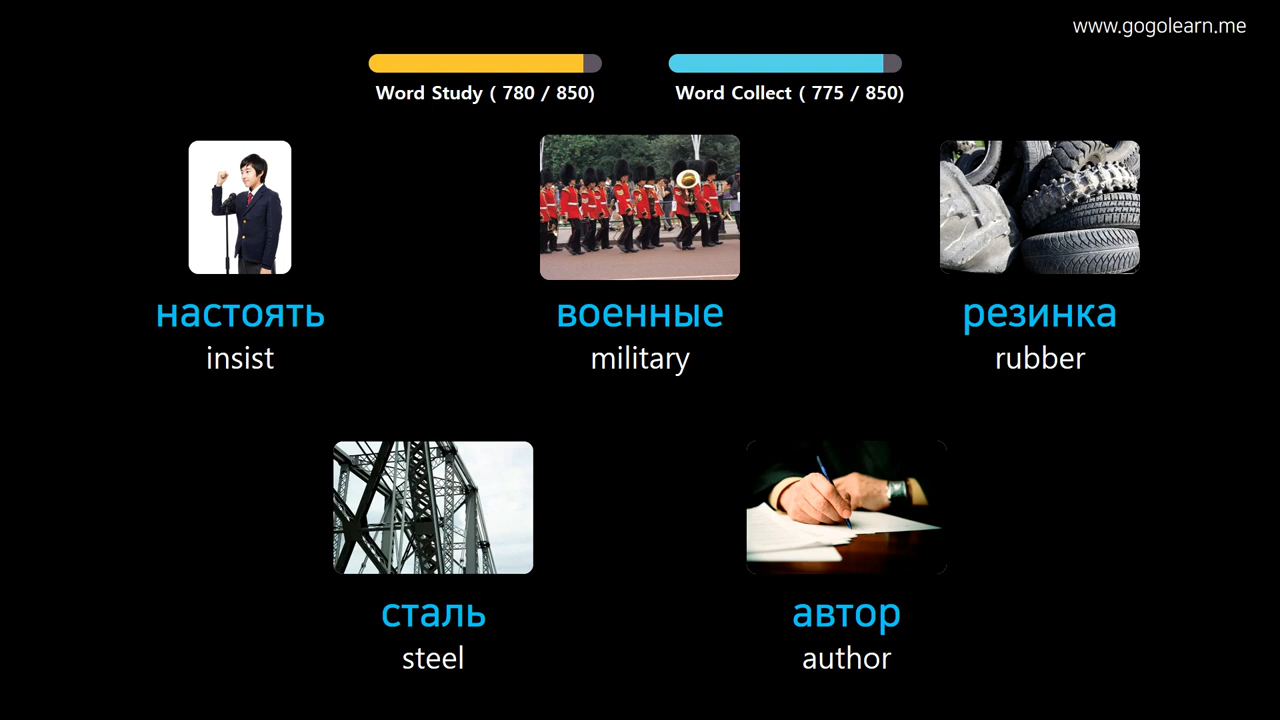 www.gogolearn.me
Word Study ( 780 / 850)
Word Collect ( 775 / 850)
настоять
insist
военные
military
резинка
rubber
сталь
steel
автор
author